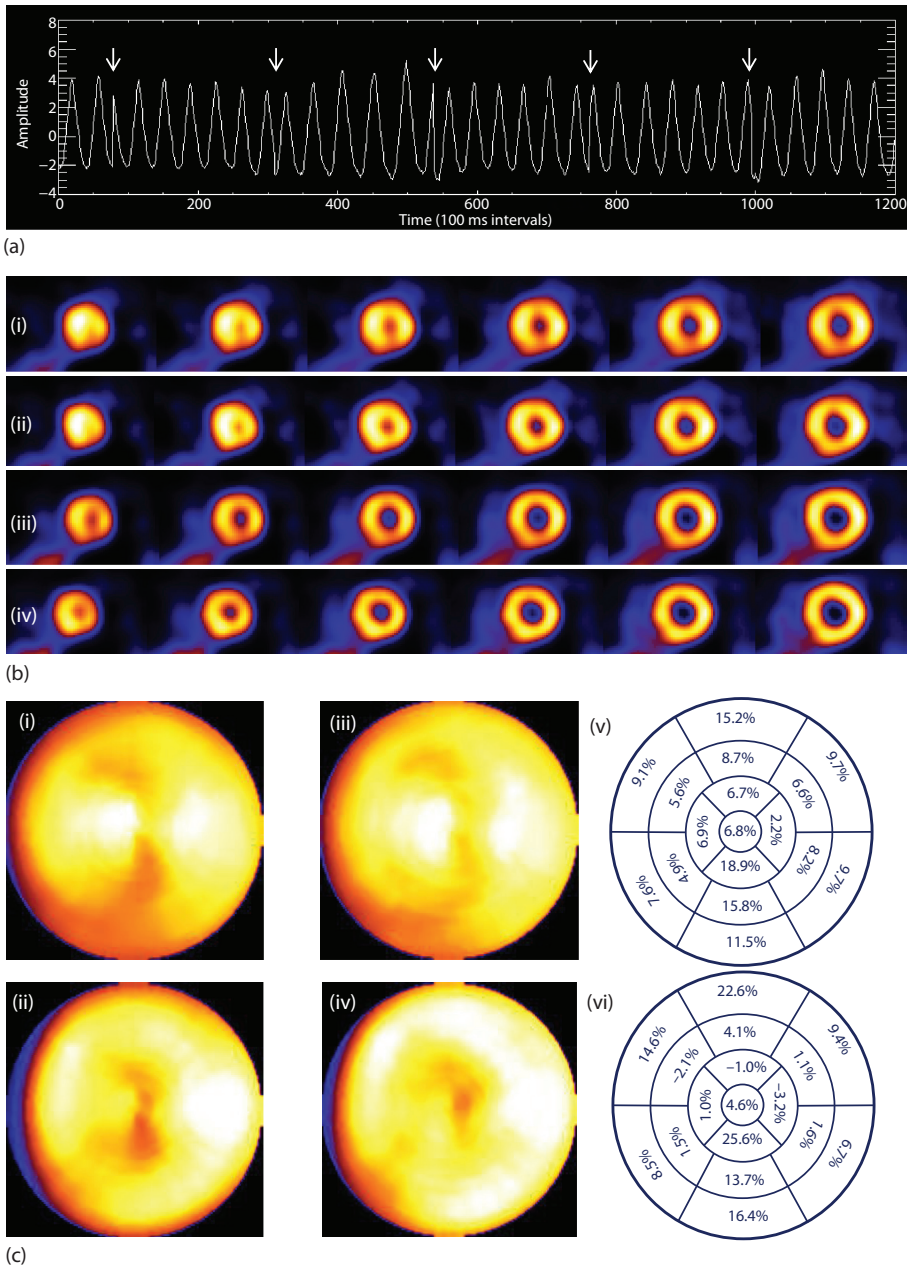 8
6
4
2
0
−2
−4
Amplitude
0 200 400 600 800 1000 1200
Time (100 ms intervals)
(a)
(i)
(ii)
(iii)
(iv)
(b)
(i) (iii) (v)
15.2%
9.1% 8.7% 9.7%
5.6% 6.7% 6.6%
6.9% 6.8% 2.2%
7.6% 4.9% 18.9% 8.2% 9.7%
15.8%
11.5%
(ii) (iv) (vi)
22.6%
14.6% 4.1% 9.4%
−2.1% −1.0% 1.1%
1.0% 4.6% −3.2%
8.5% 1.5% 25.6% 1.6% 6.7%
13.7%
16.4%
(c)